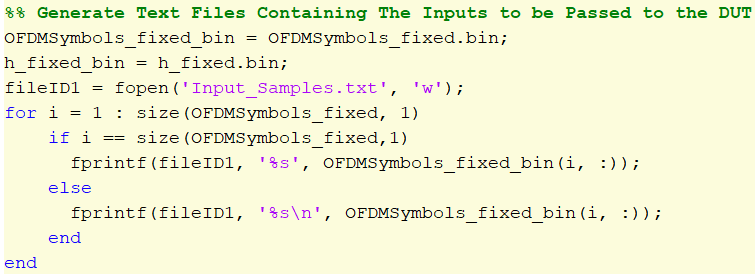 %% Generate Text Files Containing The Inputs to be Passed to the DUT
OFDMSymbols_fixed_bin = OFDMSymbols_fixed.bin;
h_fixed_bin = h_fixed.bin;
fileID1 = fopen('Input_Samples.txt', 'w');
for i = 1 : size(OFDMSymbols_fixed, 1)
    if i == size(OFDMSymbols_fixed,1)
      fprintf(fileID1, '%s', OFDMSymbols_fixed_bin(i, :));
    else
      fprintf(fileID1, '%s\n', OFDMSymbols_fixed_bin(i, :));
    end
end